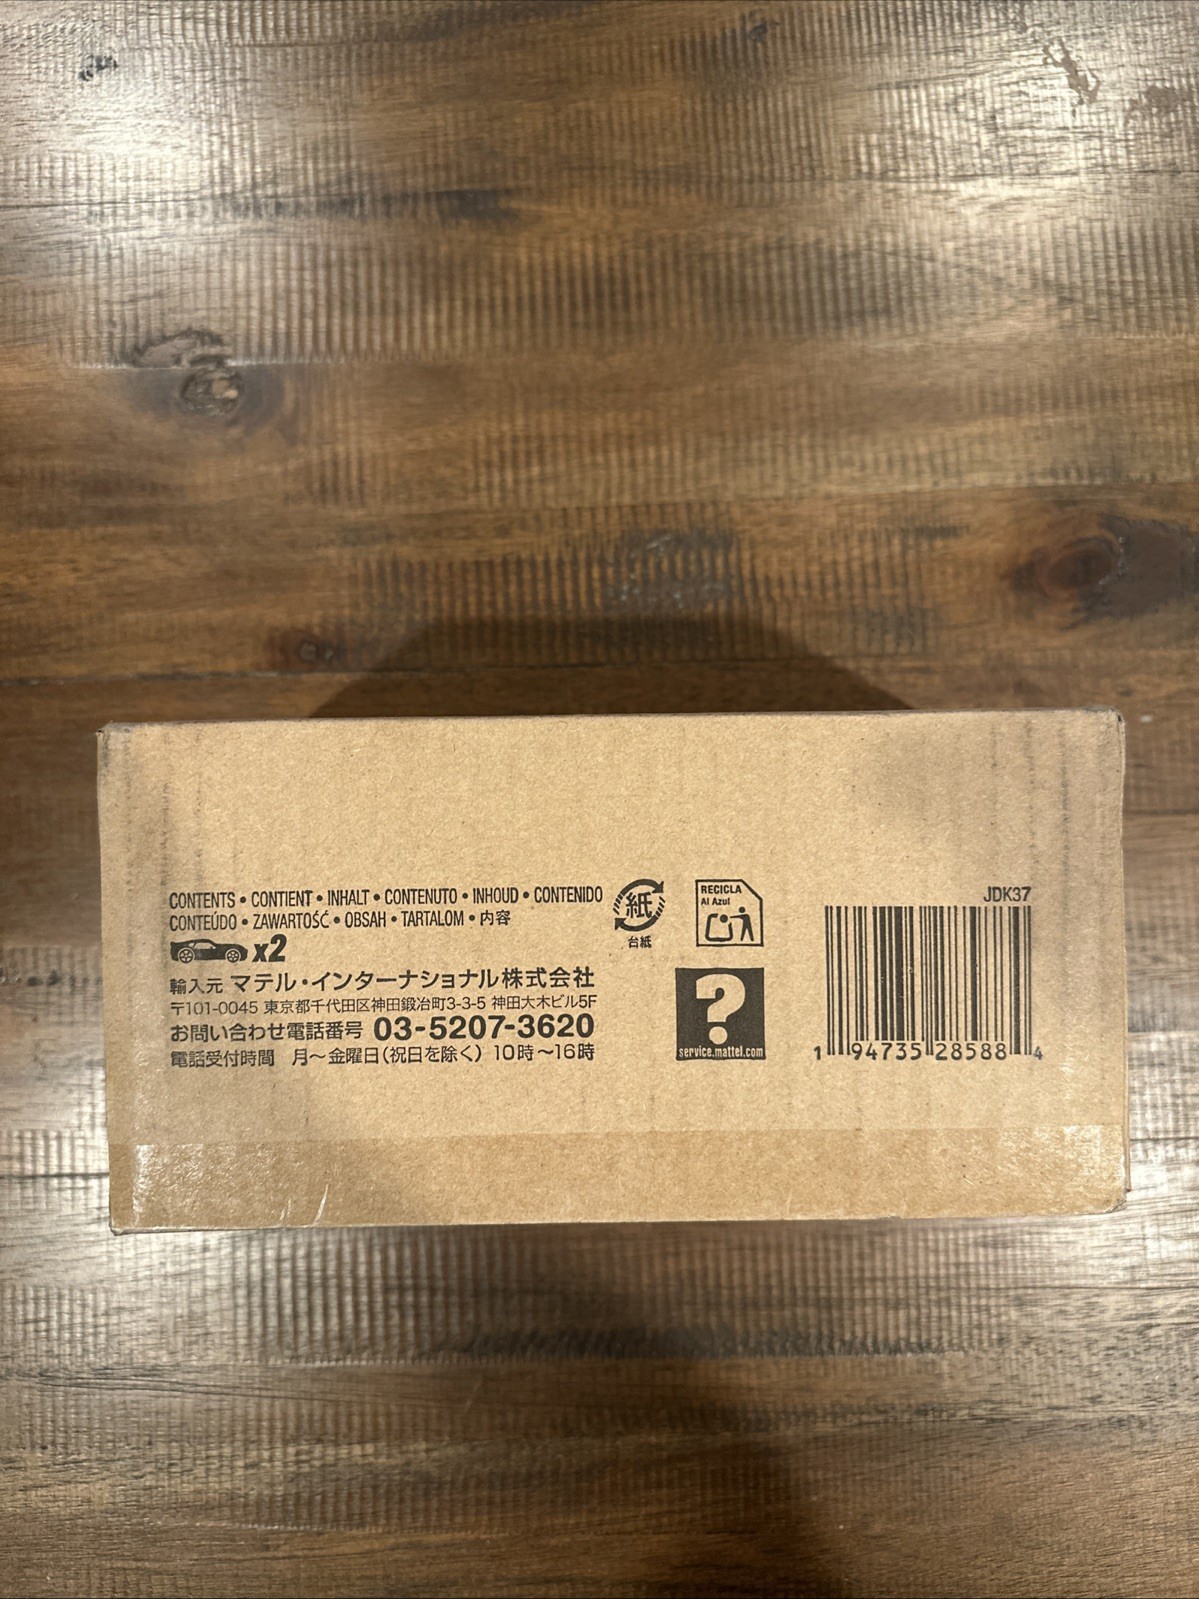 CONTENTS • CONTIENT • INHALT • CONTENUTO • INHOUD • CONTENIDO
CONTEÚDO • ZAWARTOŚĆ • OBSAH • TARTALOM • 内容
x2
輸入元 マテル・インターナショナル株式会社
〒101-0045 東京都千代田区神田鍛冶町3-3-5 神田大木ビル5F
お問い合わせ電話番号 03-5207-3620
電話受付時間 月～金曜日(祝日を除く) 10時～16時
紙
台紙
RECICLA
Al Azul
?
service.mattel.com
JDK37
1 94735 28588 4